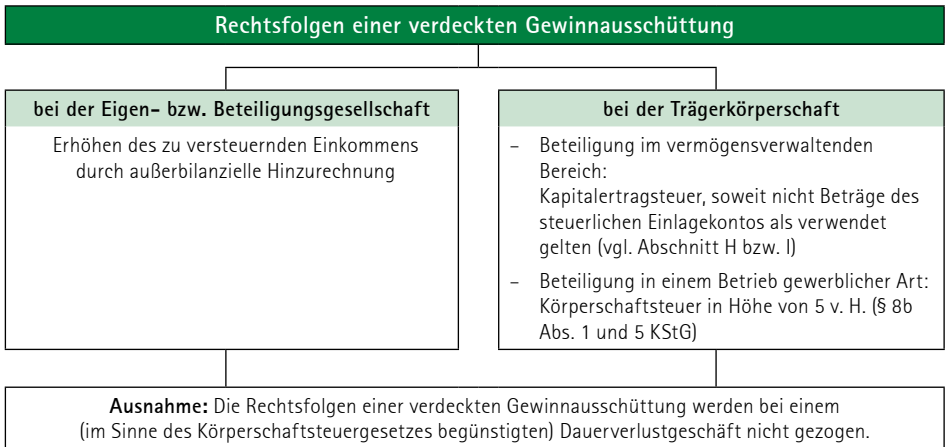 Rechtsfolgen einer verdeckten Gewinnausschüttung
bei der Eigen- bzw. Beteiligungsgesellschaft
Erhöhen des zu versteuernden Einkommens
durch außerbilanzielle Hinzurechnung
bei der Trägerkörperschaft
– Beteiligung im vermögensverwaltenden
Bereich:
Kapitalertragsteuer, soweit nicht Beträge des
steuerlichen Einlagekontos als verwendet
gelten (vgl. Abschnitt H bzw. I)
– Beteiligung in einem Betrieb gewerblicher Art:
Körperschaftsteuer in Höhe von 5 v. H. (§ 8b
Abs. 1 und 5 KStG)
Ausnahme: Die Rechtsfolgen einer verdeckten Gewinnausschüttung werden bei einem
(im Sinne des Körperschaftsteuergesetzes begünstigten) Dauerverlustgeschäft nicht gezogen.